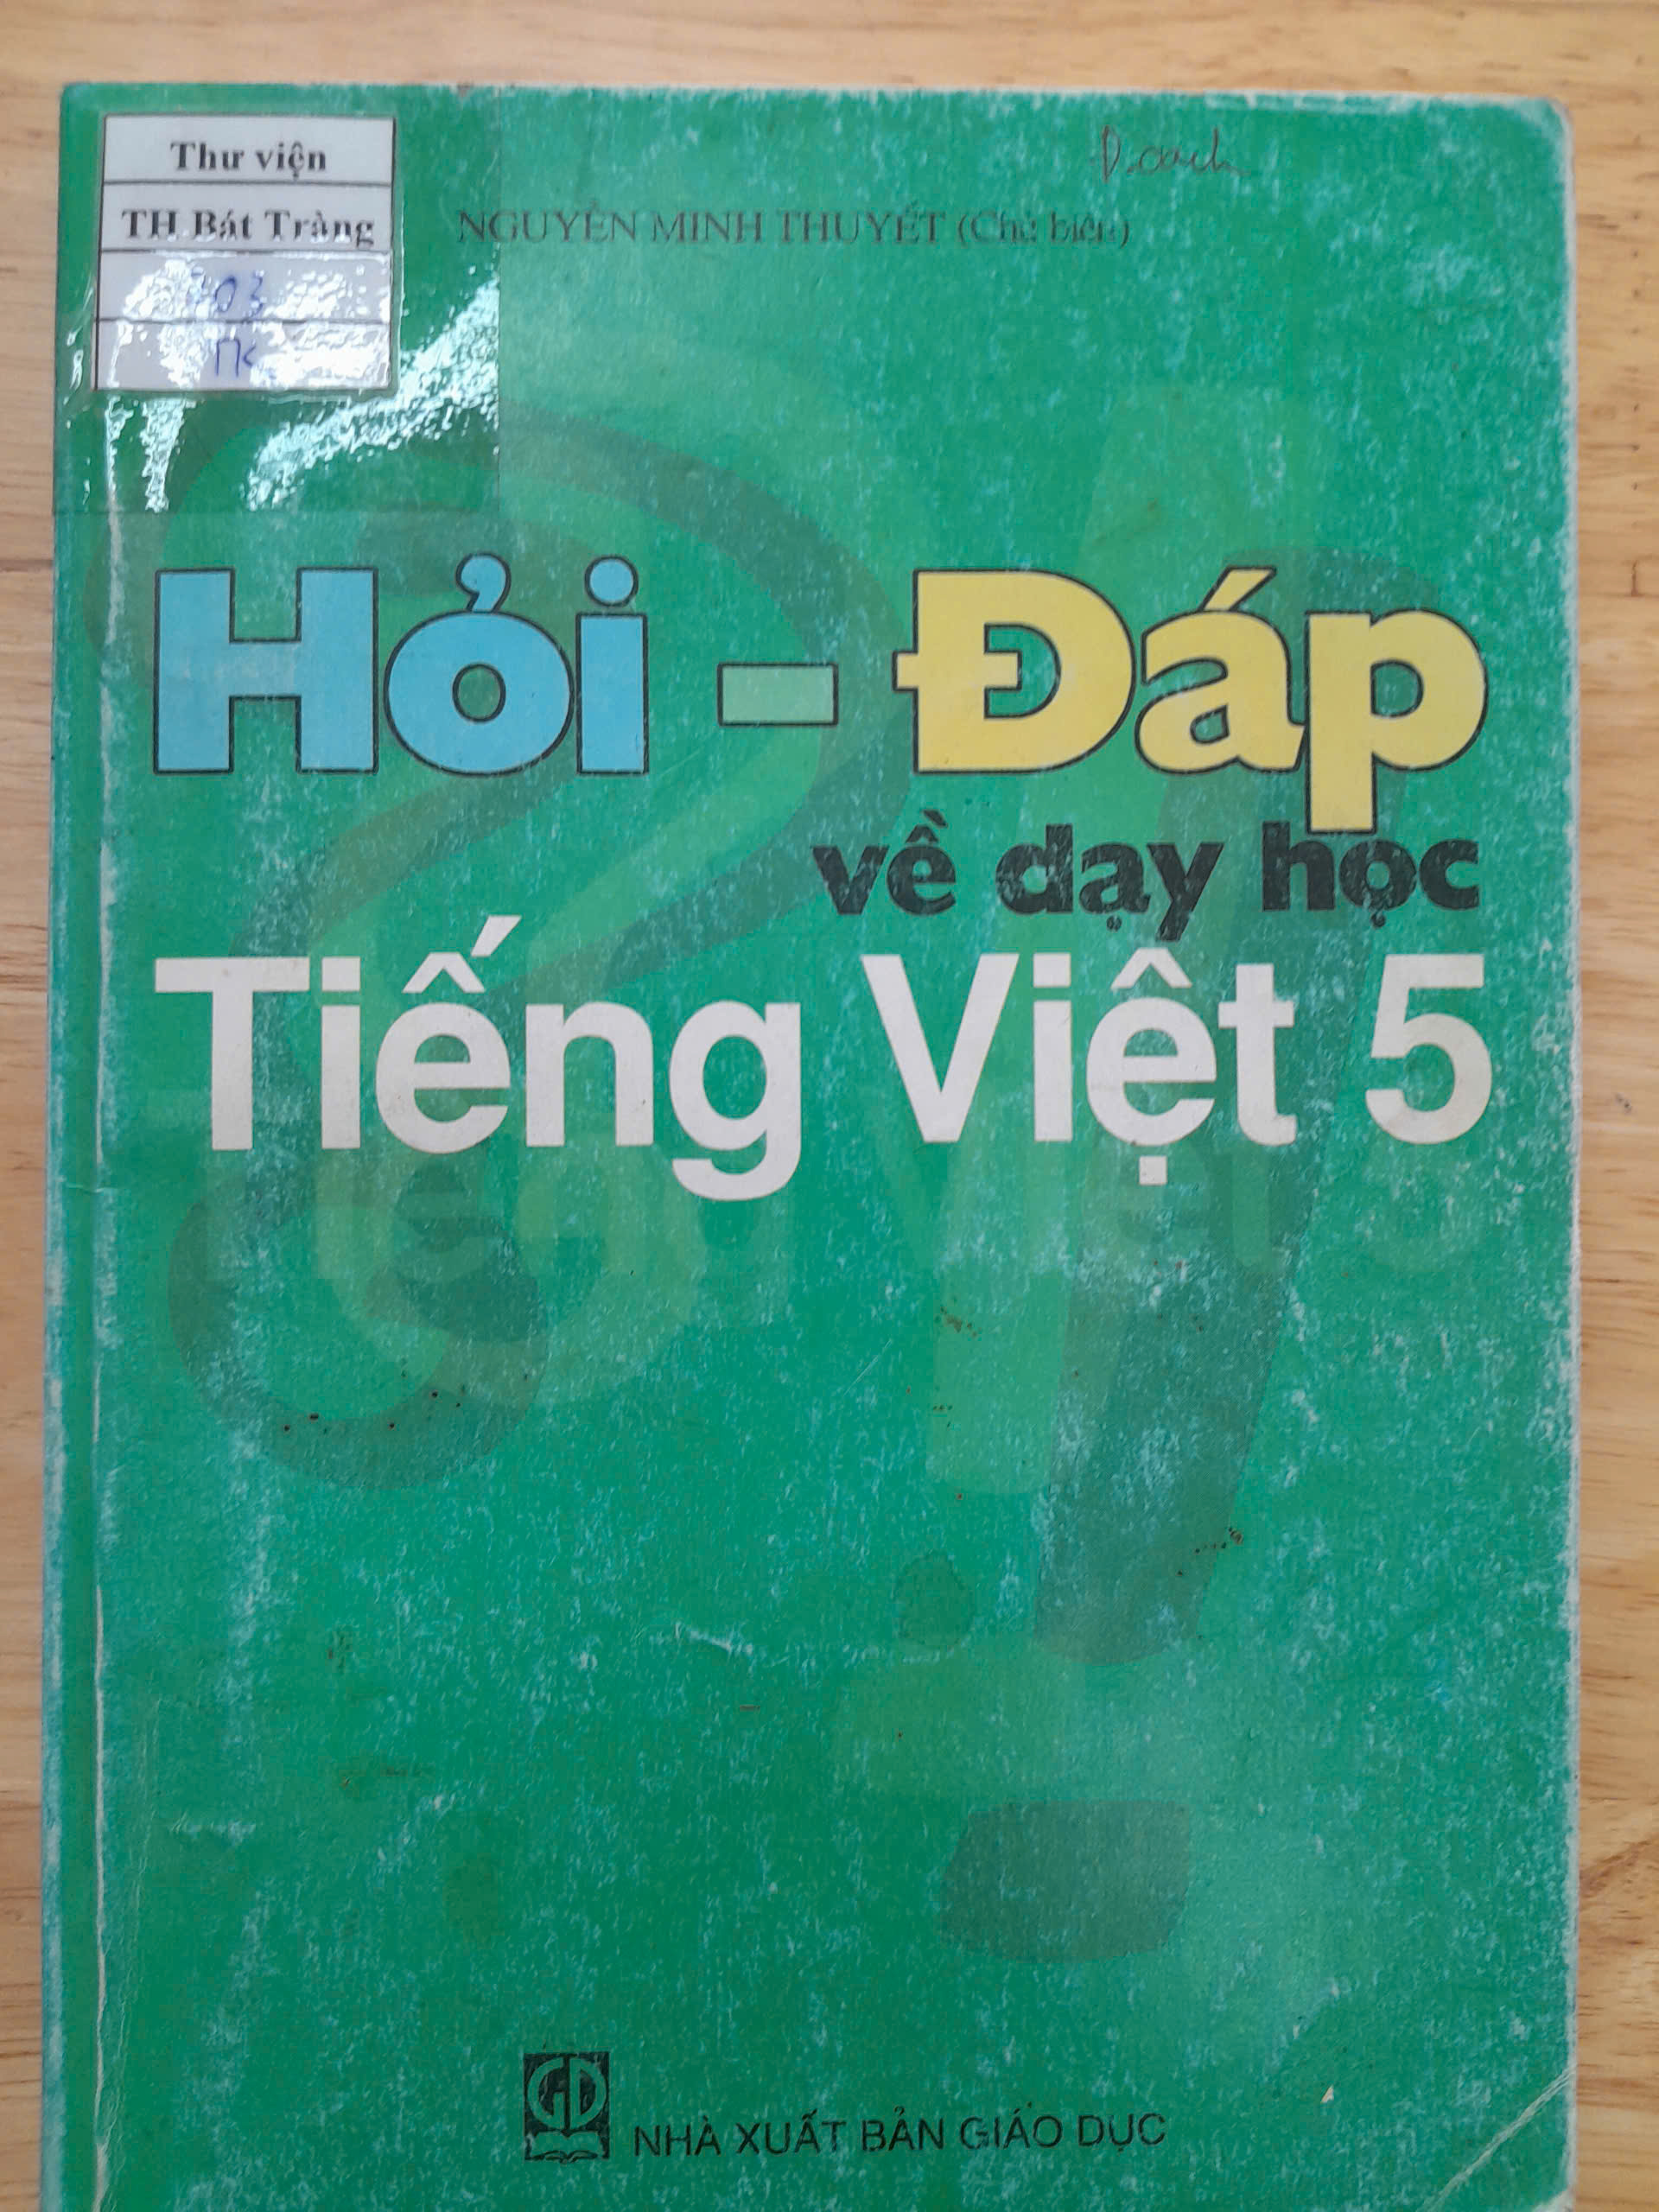 Thư viện
TH Bát Tràng
NGUYỄN MINH THUYẾT (Chủ biên)
Hỏi - Đáp
về dạy học
Tiếng Việt 5
GD
NHÀ XUẤT BẢN GIÁO DỤC